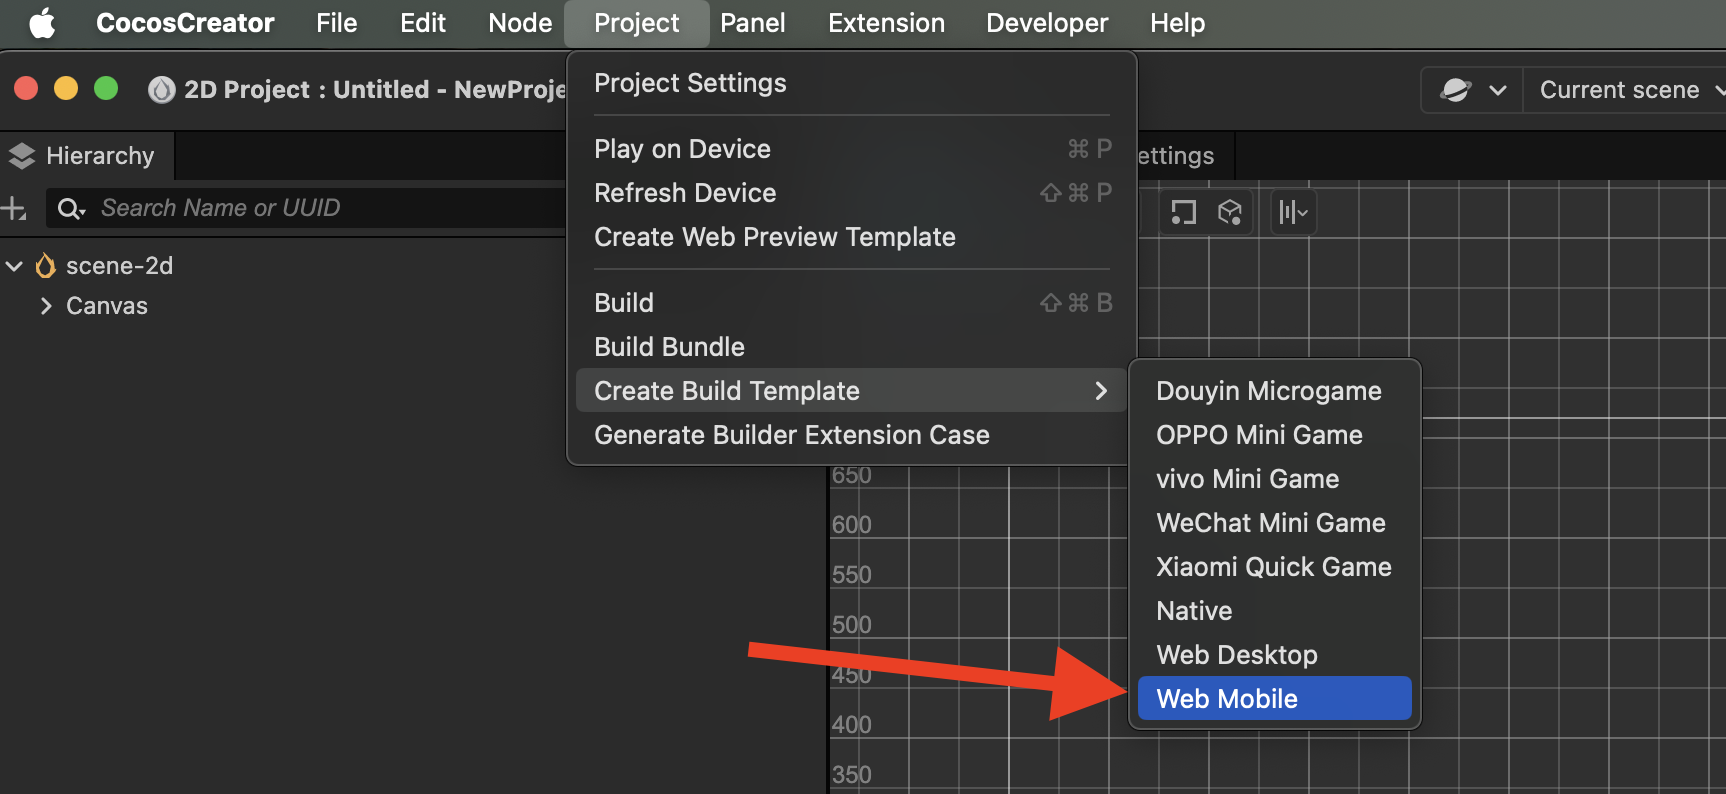 CocosCreator File Edit Node Project Panel Extension Developer Help
2D Project : Untitled - NewProje
Current scene
Hierarchy
ettings
Search Name or UUID
scene-2d
Canvas
Project Settings
Play on Device ⌘ P
Refresh Device ⇧ ⌘ P
Create Web Preview Template
Build ⇧ ⌘ B
Build Bundle
Create Build Template
Generate Builder Extension Case
Douyin Microgame
OPPO Mini Game
vivo Mini Game
WeChat Mini Game
Xiaomi Quick Game
Native
Web Desktop
Web Mobile
650
600
550
500
450
400
350